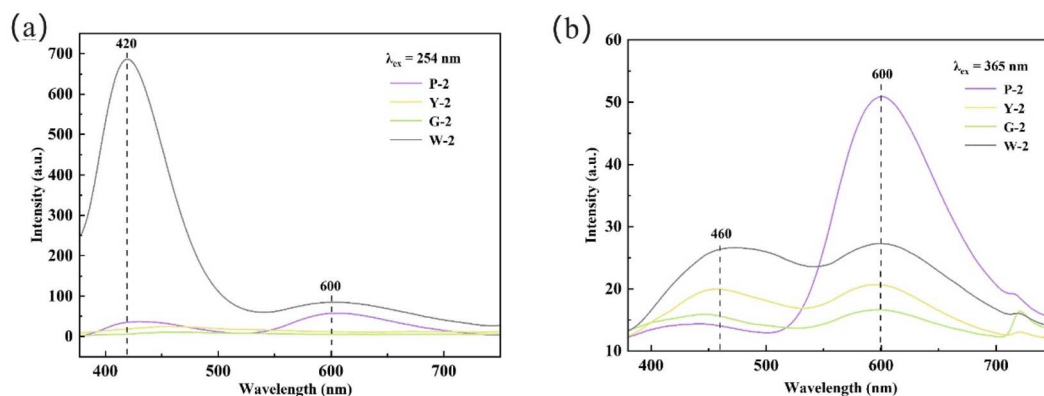 (a)
420
700
600
500
400
300
200
100
0
Intensity (a.u.)
λex = 254 nm
P-2
Y-2
G-2
W-2
600
400
500
600
700
Wavelength (nm)
(b)
60
50
40
30
20
10
Intensity (a.u.)
600
λex = 365 nm
P-2
Y-2
G-2
W-2
460
400
500
600
700
Wavelength (nm)